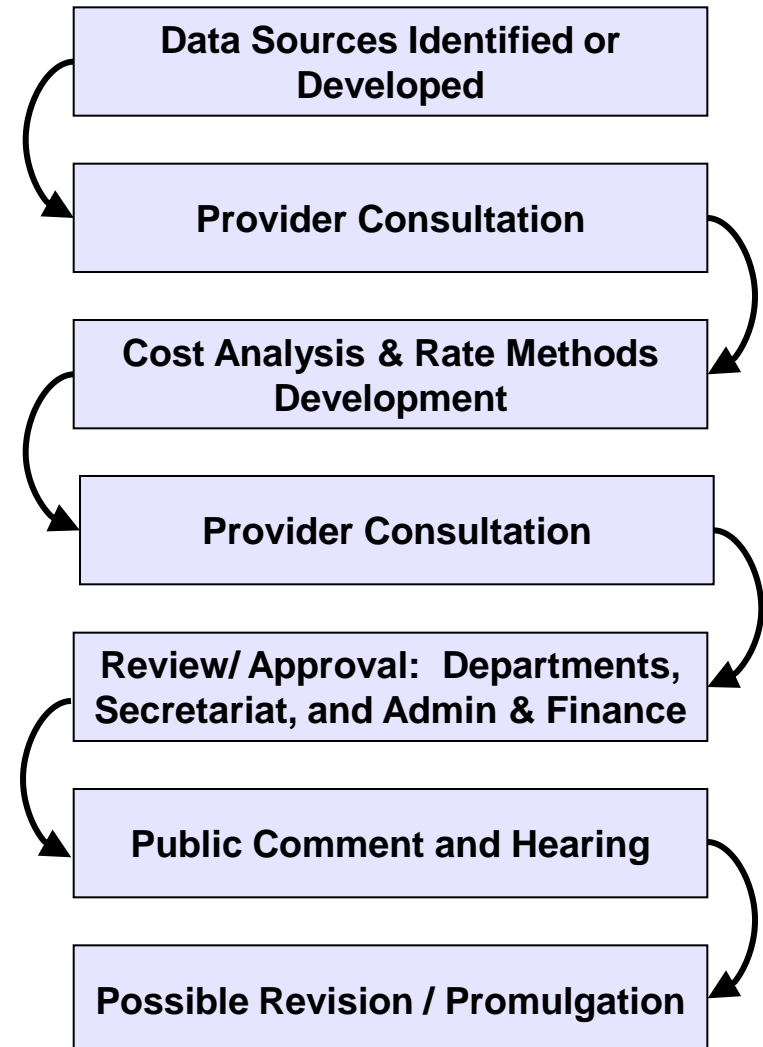 Data Sources Identified or
Developed
Provider Consultation
Cost Analysis & Rate Methods
Development
Provider Consultation
Review/ Approval:  Departments,
Secretariat, and Admin & Finance
Public Comment and Hearing
Possible Revision / Promulgation